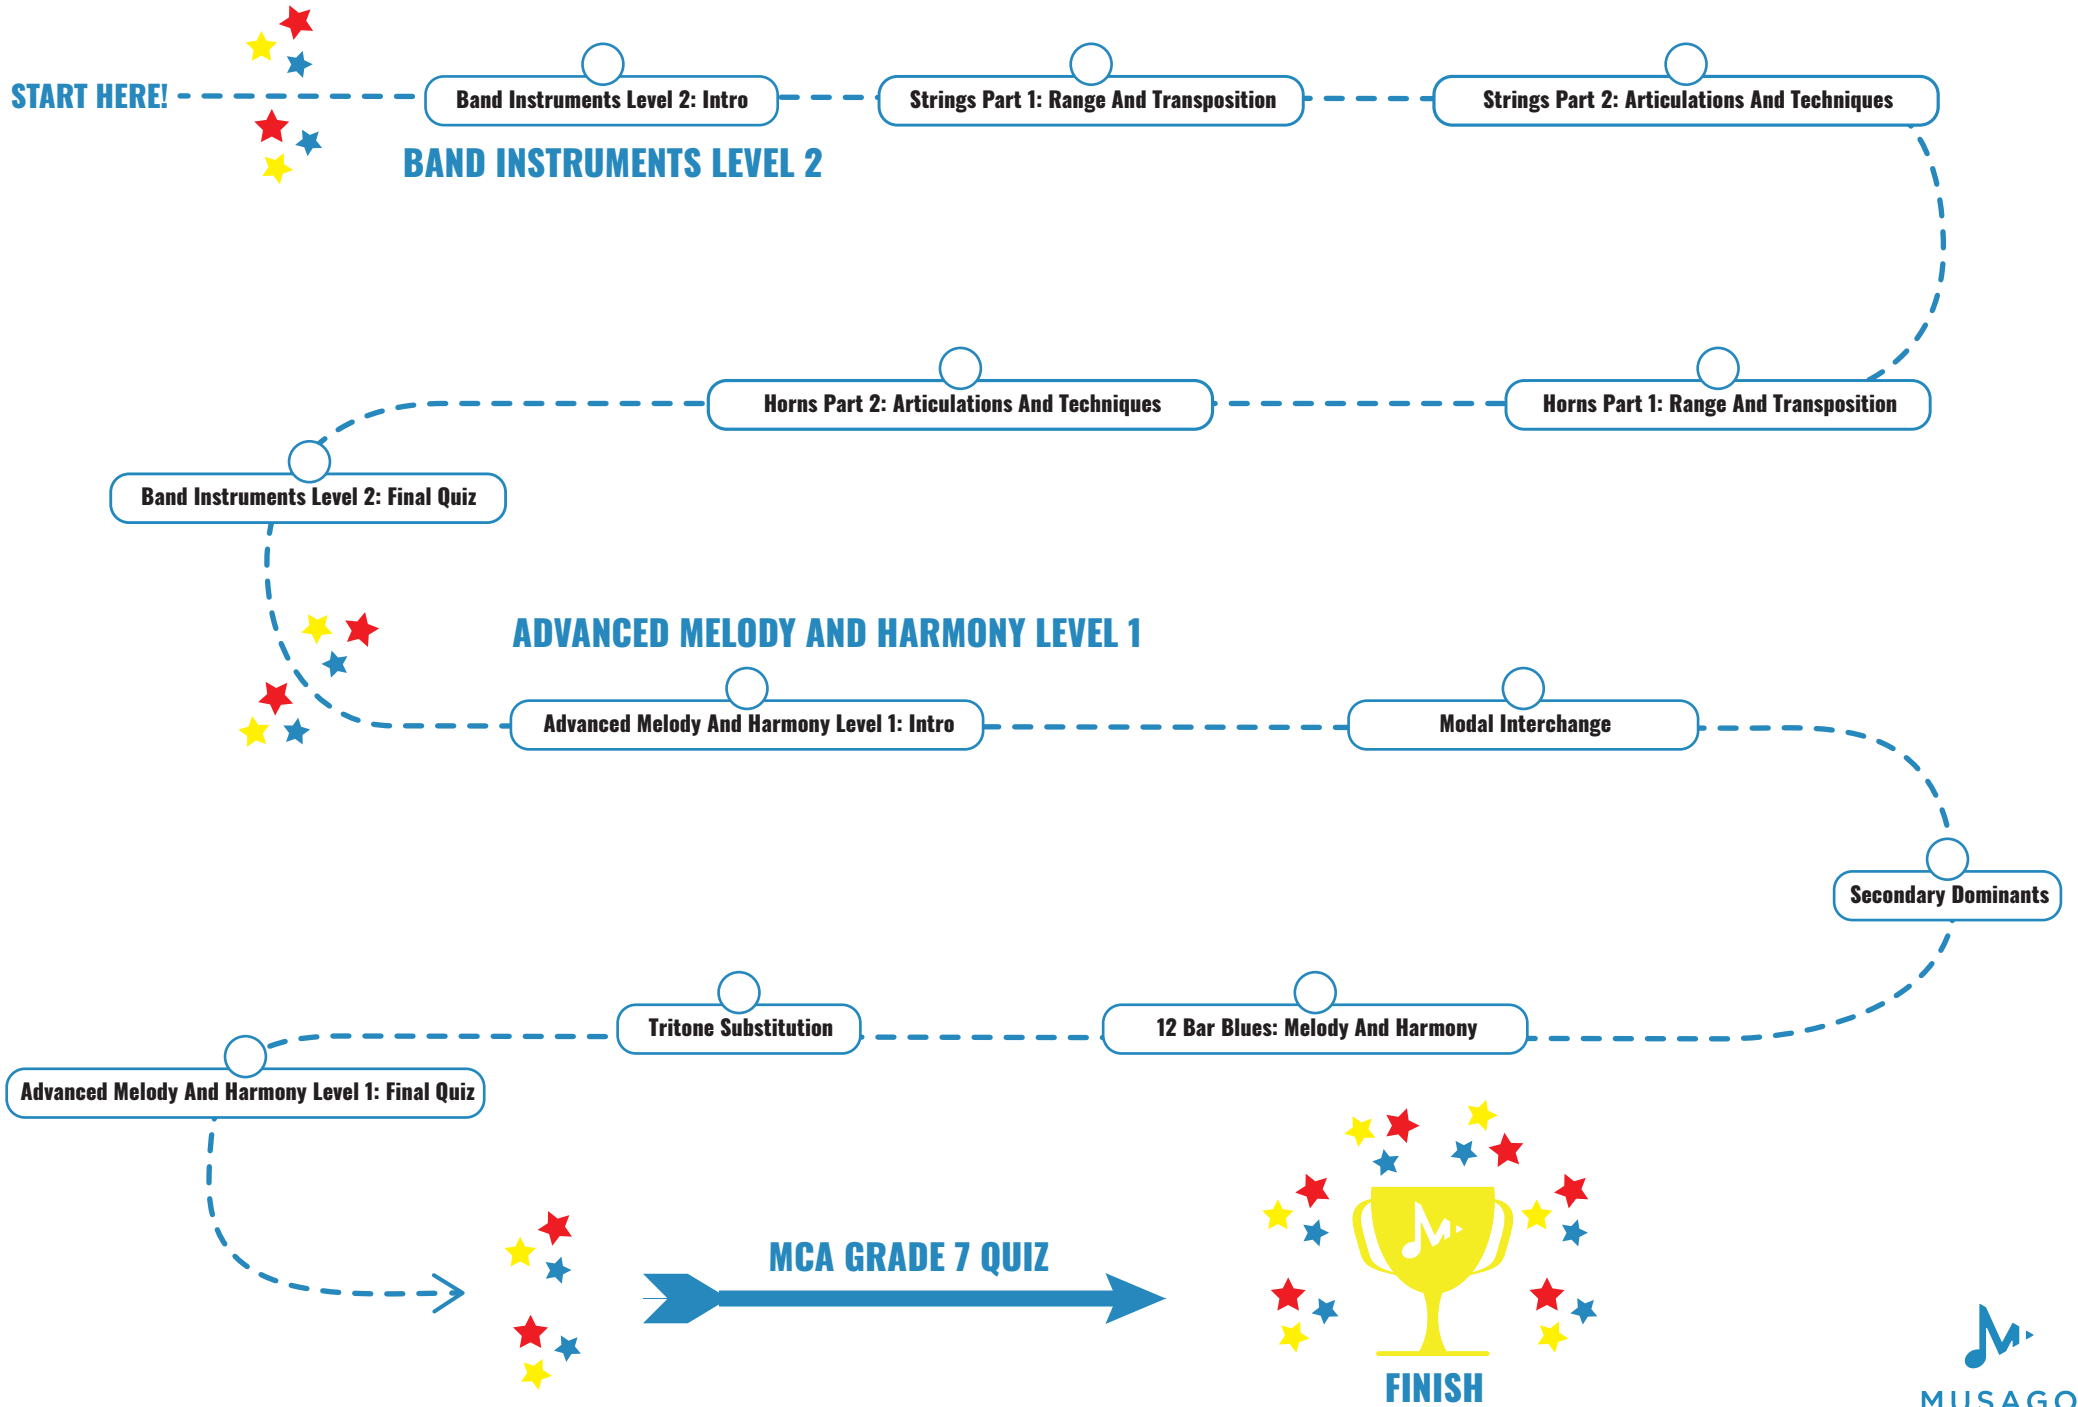 START HERE!
Band Instruments Level 2: Intro
Strings Part 1: Range And Transposition
Strings Part 2: Articulations And Techniques
BAND INSTRUMENTS LEVEL 2
Horns Part 1: Range And Transposition
Horns Part 2: Articulations And Techniques
Band Instruments Level 2: Final Quiz
ADVANCED MELODY AND HARMONY LEVEL 1
Advanced Melody And Harmony Level 1: Intro
Modal Interchange
Secondary Dominants
12 Bar Blues: Melody And Harmony
Tritone Substitution
Advanced Melody And Harmony Level 1: Final Quiz
MCA GRADE 7 QUIZ
FINISH
MUSAGO